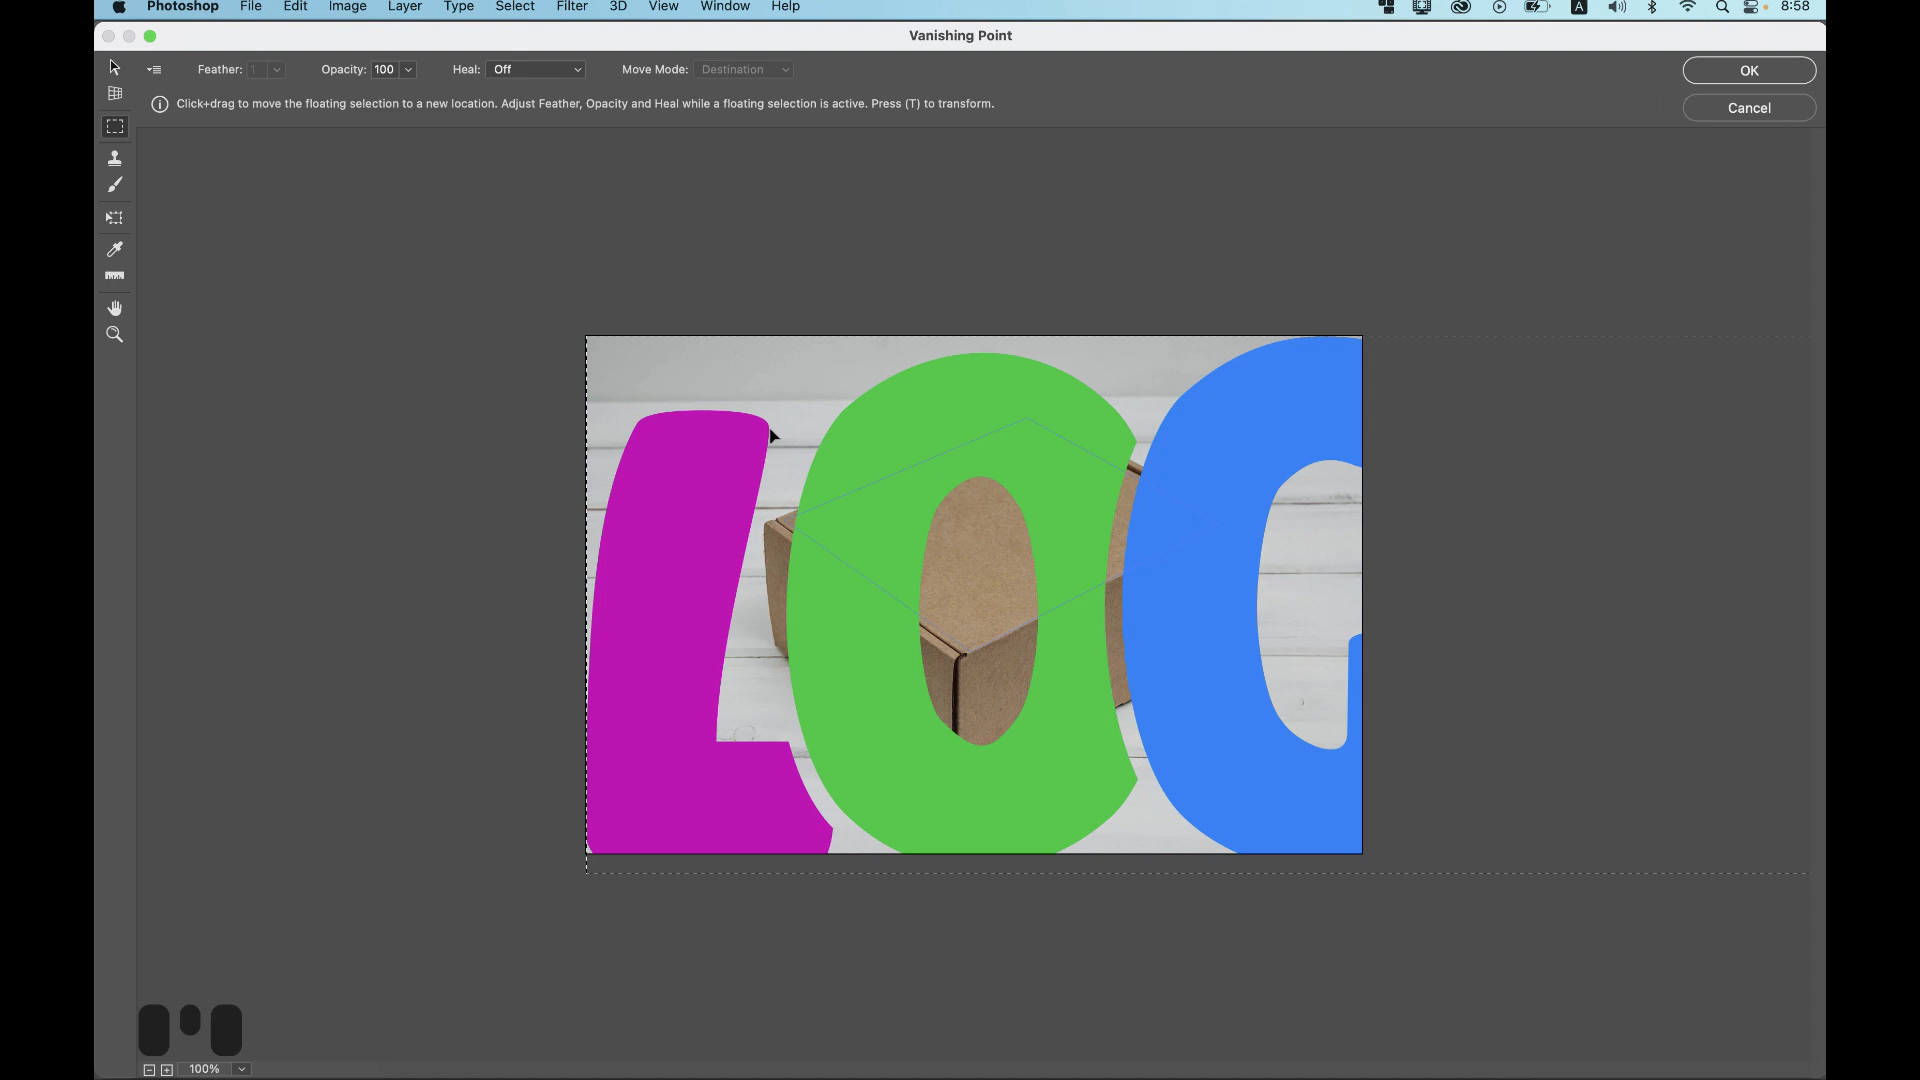 Photoshop File Edit Image Layer Type Select Filter 3D View Window Help A 8:58
Vanishing Point
Feather: 1 Opacity: 100 Heal: Off Move Mode: Destination OK
Click+drag to move the floating selection to a new location. Adjust Feather, Opacity and Heal while a floating selection is active. Press (T) to transform. Cancel
LOG
100%